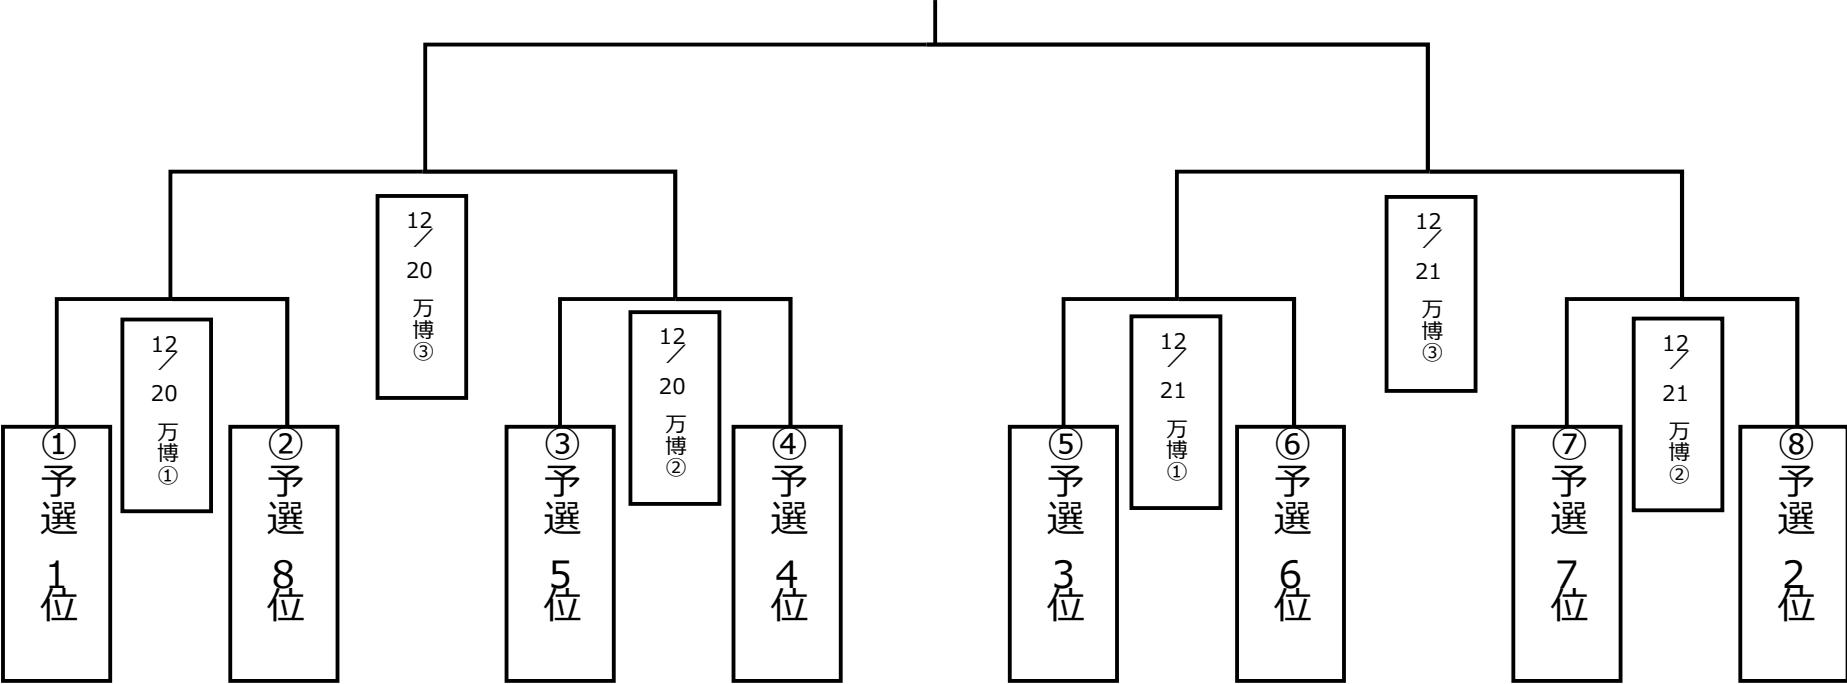 12/20 万博③
12/21 万博③
12/20 万博①
12/20 万博②
12/21 万博①
12/21 万博②
①予選 1位
②予選 8位
③予選 5位
④予選 4位
⑤予選 3位
⑥予選 6位
⑦予選 7位
⑧予選 2位